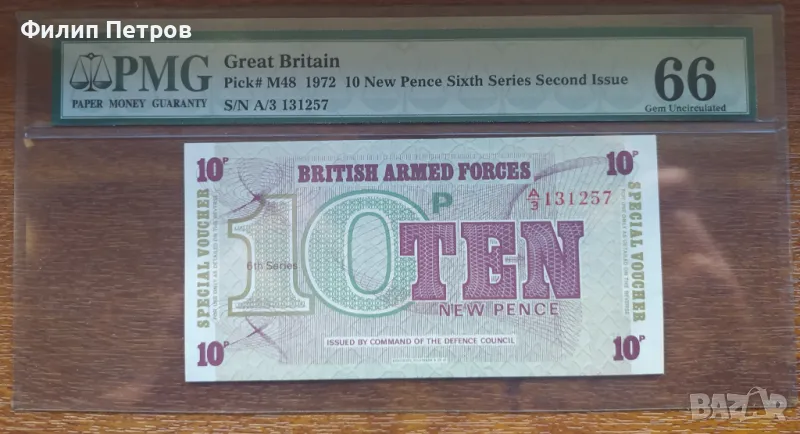 Филип Петров
PMG
PAPER MONEY GUARANTY
Great Britain
Pick# M48 1972 10 New Pence Sixth Series Second Issue
S/N A/3 131257
66
Gem Uncirculated
10P
10P
BRITISH ARMED FORCES
A/3 131257
SPECIAL VOUCHER
SPECIAL VOUCHER
10
P
TEN
6th Series
NEW PENCE
ISSUED BY COMMAND OF THE DEFENCE COUNCIL
10P
10P
BAZAR